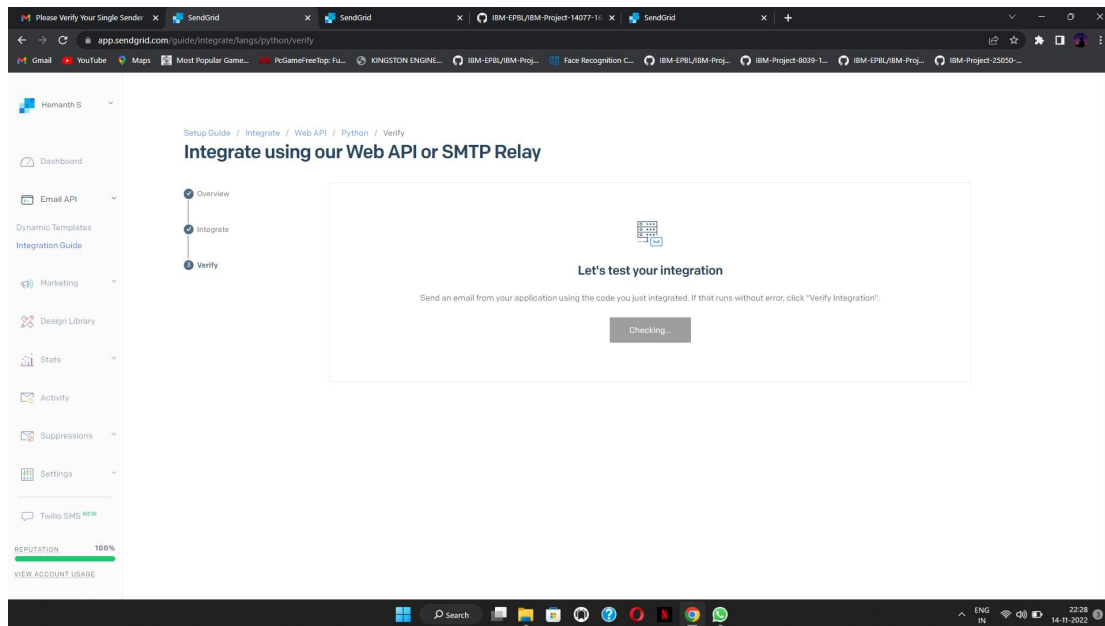 Please Verify Your Single Sender
SendGrid
SendGrid
IBM-EPBL/IBM-Project-14077-16
SendGrid
app.sendgrid.com/guide/integrate/langs/python/verify
Gmail
YouTube
Maps
Most Popular Game...
PcGameFreeTop: Fu...
KINGSTON ENGINE...
IBM-EPBL/IBM-Proj...
Face Recognition C...
IBM-EPBL/IBM-Proj...
IBM-Project-8039-1...
IBM-EPBL/IBM-Proj...
IBM-Project-25050-...
Hemanth S
Dashboard
Email API
Dynamic Templates
Integration Guide
Marketing
Design Library
Stats
Activity
Suppressions
Settings
Twilio SMS NEW
REPUTATION 100%
VIEW ACCOUNT USAGE
Setup Guide / Integrate / Web API / Python / Verify
Integrate using our Web API or SMTP Relay
Overview
Integrate
3 Verify
Let's test your integration
Send an email from your application using the code you just integrated. If that runs without error, click "Verify Integration".
Checking...
Search
ENG
IN
22:28
14-11-2022